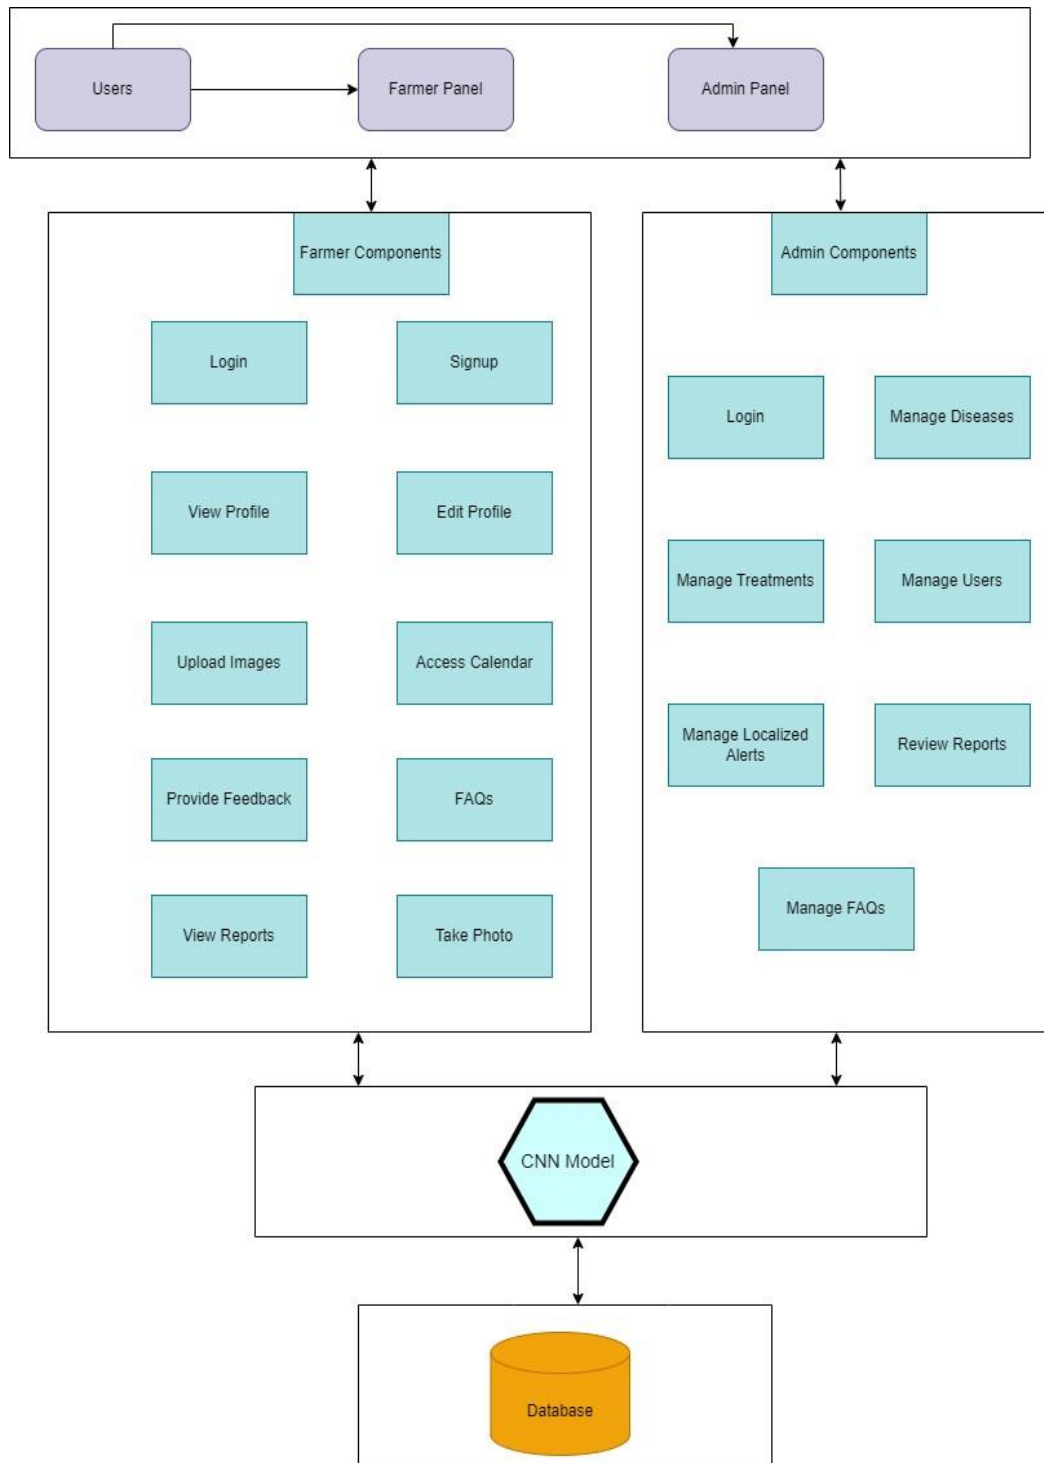 Users
Farmer Panel
Admin Panel
Farmer Components
Login
Signup
View Profile
Edit Profile
Upload Images
Access Calendar
Provide Feedback
FAQs
View Reports
Take Photo
Admin Components
Login
Manage Diseases
Manage Treatments
Manage Users
Manage Localized
Alerts
Review Reports
Manage FAQs
CNN Model
Database